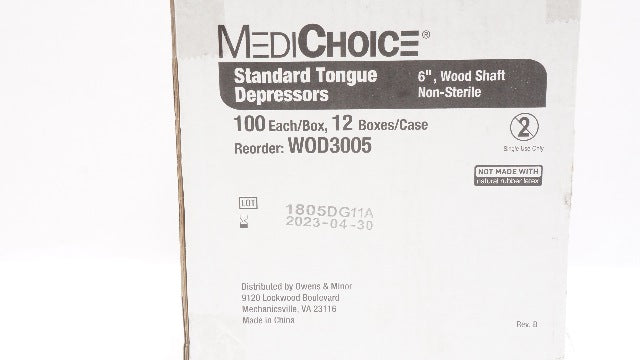 MEDICHOICE®
Standard Tongue Depressors
6", Wood Shaft
Non-Sterile
100 Each/Box, 12 Boxes/Case
Reorder: WOD3005
2
Single Use Only
NOT MADE WITH
natural rubber latex
LOT
1805DG11A
2023-04-30
Distributed by Owens & Minor
9120 Lockwood Boulevard
Mechanicsville, VA 23116
Made in China
Rev. B